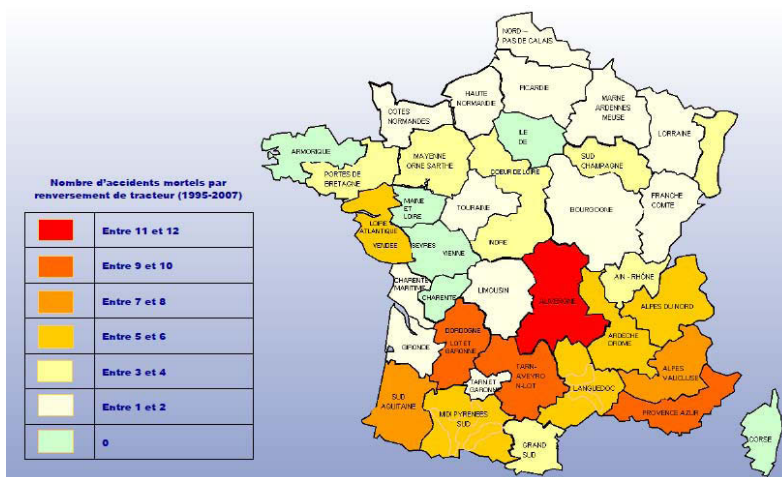 Nombre d'accidents mortels par
renversement de tracteur (1995-2007)
Entre 11 et 12
Entre 9 et 10
Entre 7 et 8
Entre 5 et 6
Entre 3 et 4
Entre 1 et 2
0
NORD –
PAS DE CALAIS
PICARDIE
HAUTE
NORMANDIE
COTES
NORMANDES
MARNE
ARDENNES
MEUSE
LORRAINE
ILE
DE
ARMORIQUE
MAYENNE
ORNE SARTHE
PORTES DE
BRETAGNE
COEUR DE LOIRE
SUD
CHAMPAGNE
MAINE
ET
LOIRE
TOURAINE
BOURGOGNE
FRANCHE
COMTE
LOIRE
ATLANTIQUE
VENDEE
SEVRES
VIENNE
INDRE
CHARENTE
MARITIME
CHARENTE
LIMOUSIN
AUVERGNE
AIN - RHÔNE
ALPES DU NORD
ARDECHE
DROME
GIRONDE
DORDOGNE
LOT ET
GARONNE
TARN-
AVEYRO
N-LOT
TARN ET
GARONNE
LANGUEDOC
ALPES
VAUCLUSE
SUD
AQUITAINE
MIDI PYRENEES
SUD
GRAND
SUD
PROVENCE AZUR
CORSE